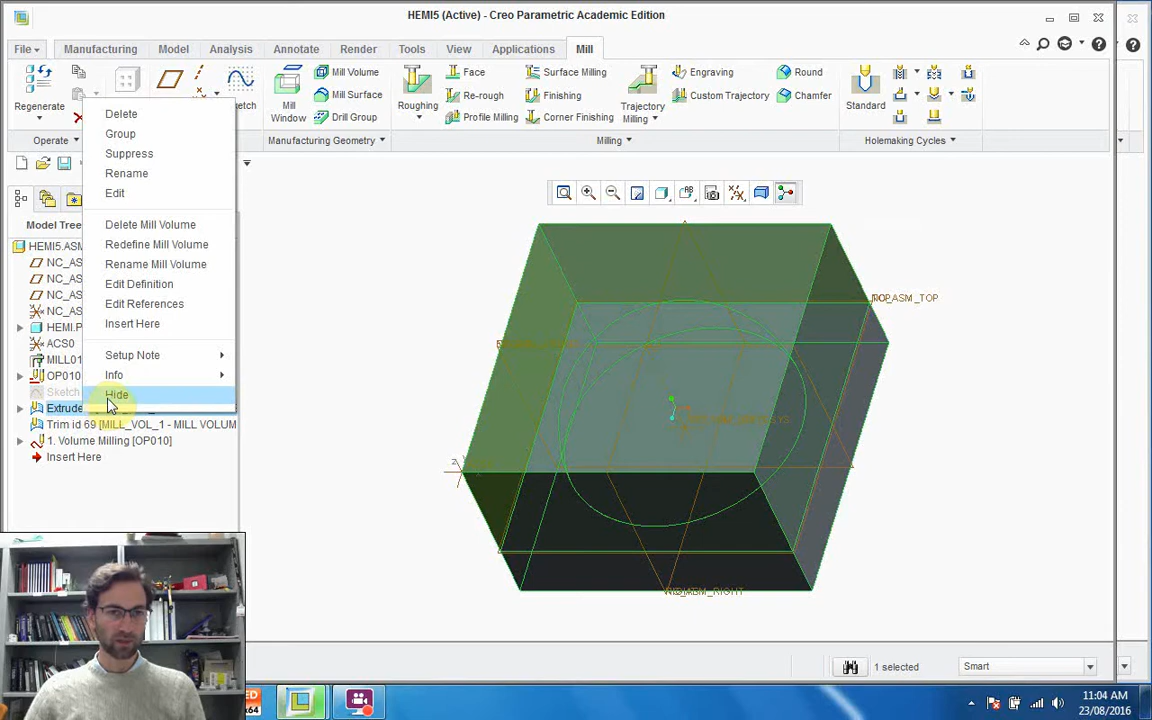 HEMI5 (Active) - Creo Parametric Academic Edition
File
Manufacturing
Model
Analysis
Annotate
Render
Tools
View
Applications
Mill
Regenerate
Mill Window
Mill Volume
Mill Surface
Drill Group
Roughing
Face
Re-rough
Profile Milling
Surface Milling
Finishing
Corner Finishing
Trajectory Milling
Engraving
Custom Trajectory
Round
Chamfer
Standard
Operate
Manufacturing Geometry
Milling
Holemaking Cycles
Delete
Group
Suppress
Rename
Edit
Delete Mill Volume
Redefine Mill Volume
Rename Mill Volume
Edit Definition
Edit References
Insert Here
Setup Note
Info
Hide
Model Tree
HEMI5.ASM
NC_AS
NC_AS
NC_AS
NC_AS
HEMI.P
ACS0
MILL01
OP010
Sketch
Extrude
Trim id 69 [MILL_VOL_1 - MILL VOLUM
1. Volume Milling [OP010]
Insert Here
z
1 selected
Smart
x64
11:04 AM
23/08/2016